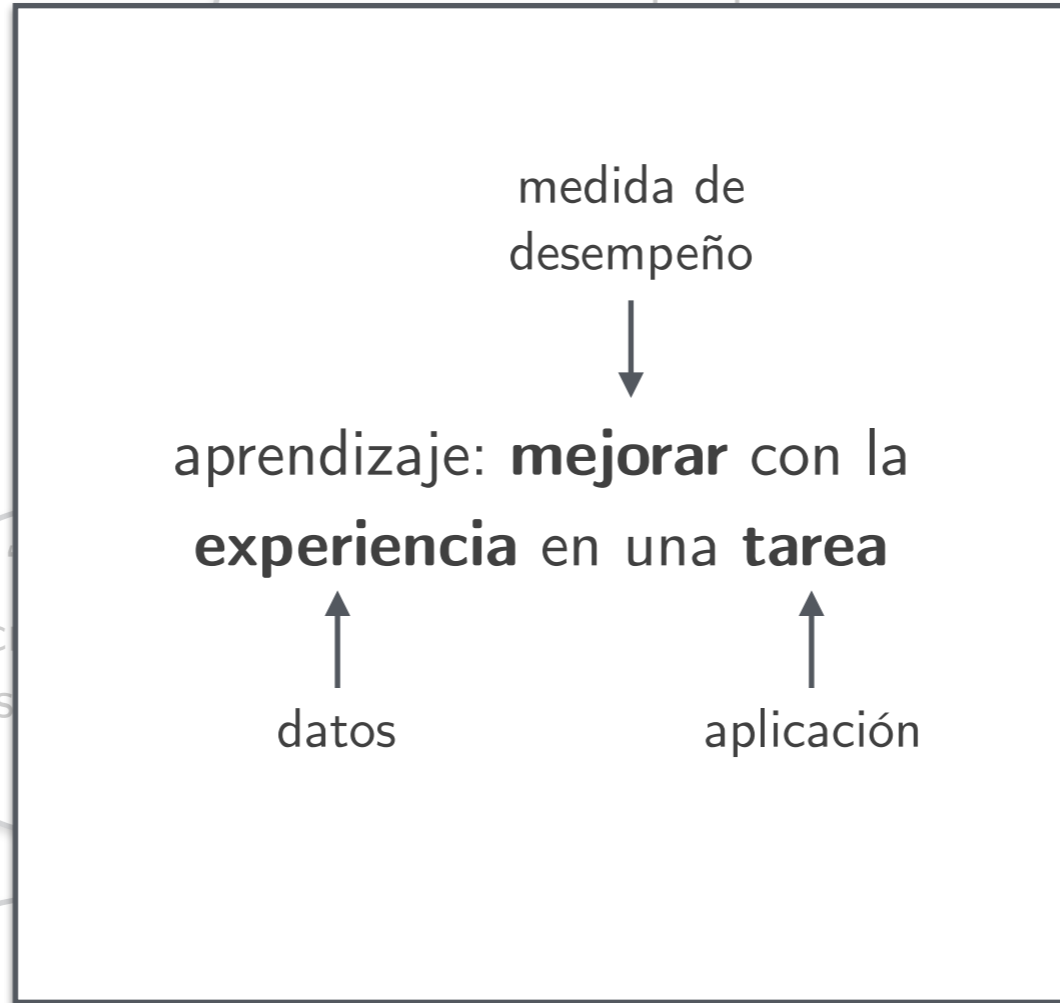 medida de
desempeño
aprendizaje: mejorar con la
experiencia en una tarea
datos
aplicación